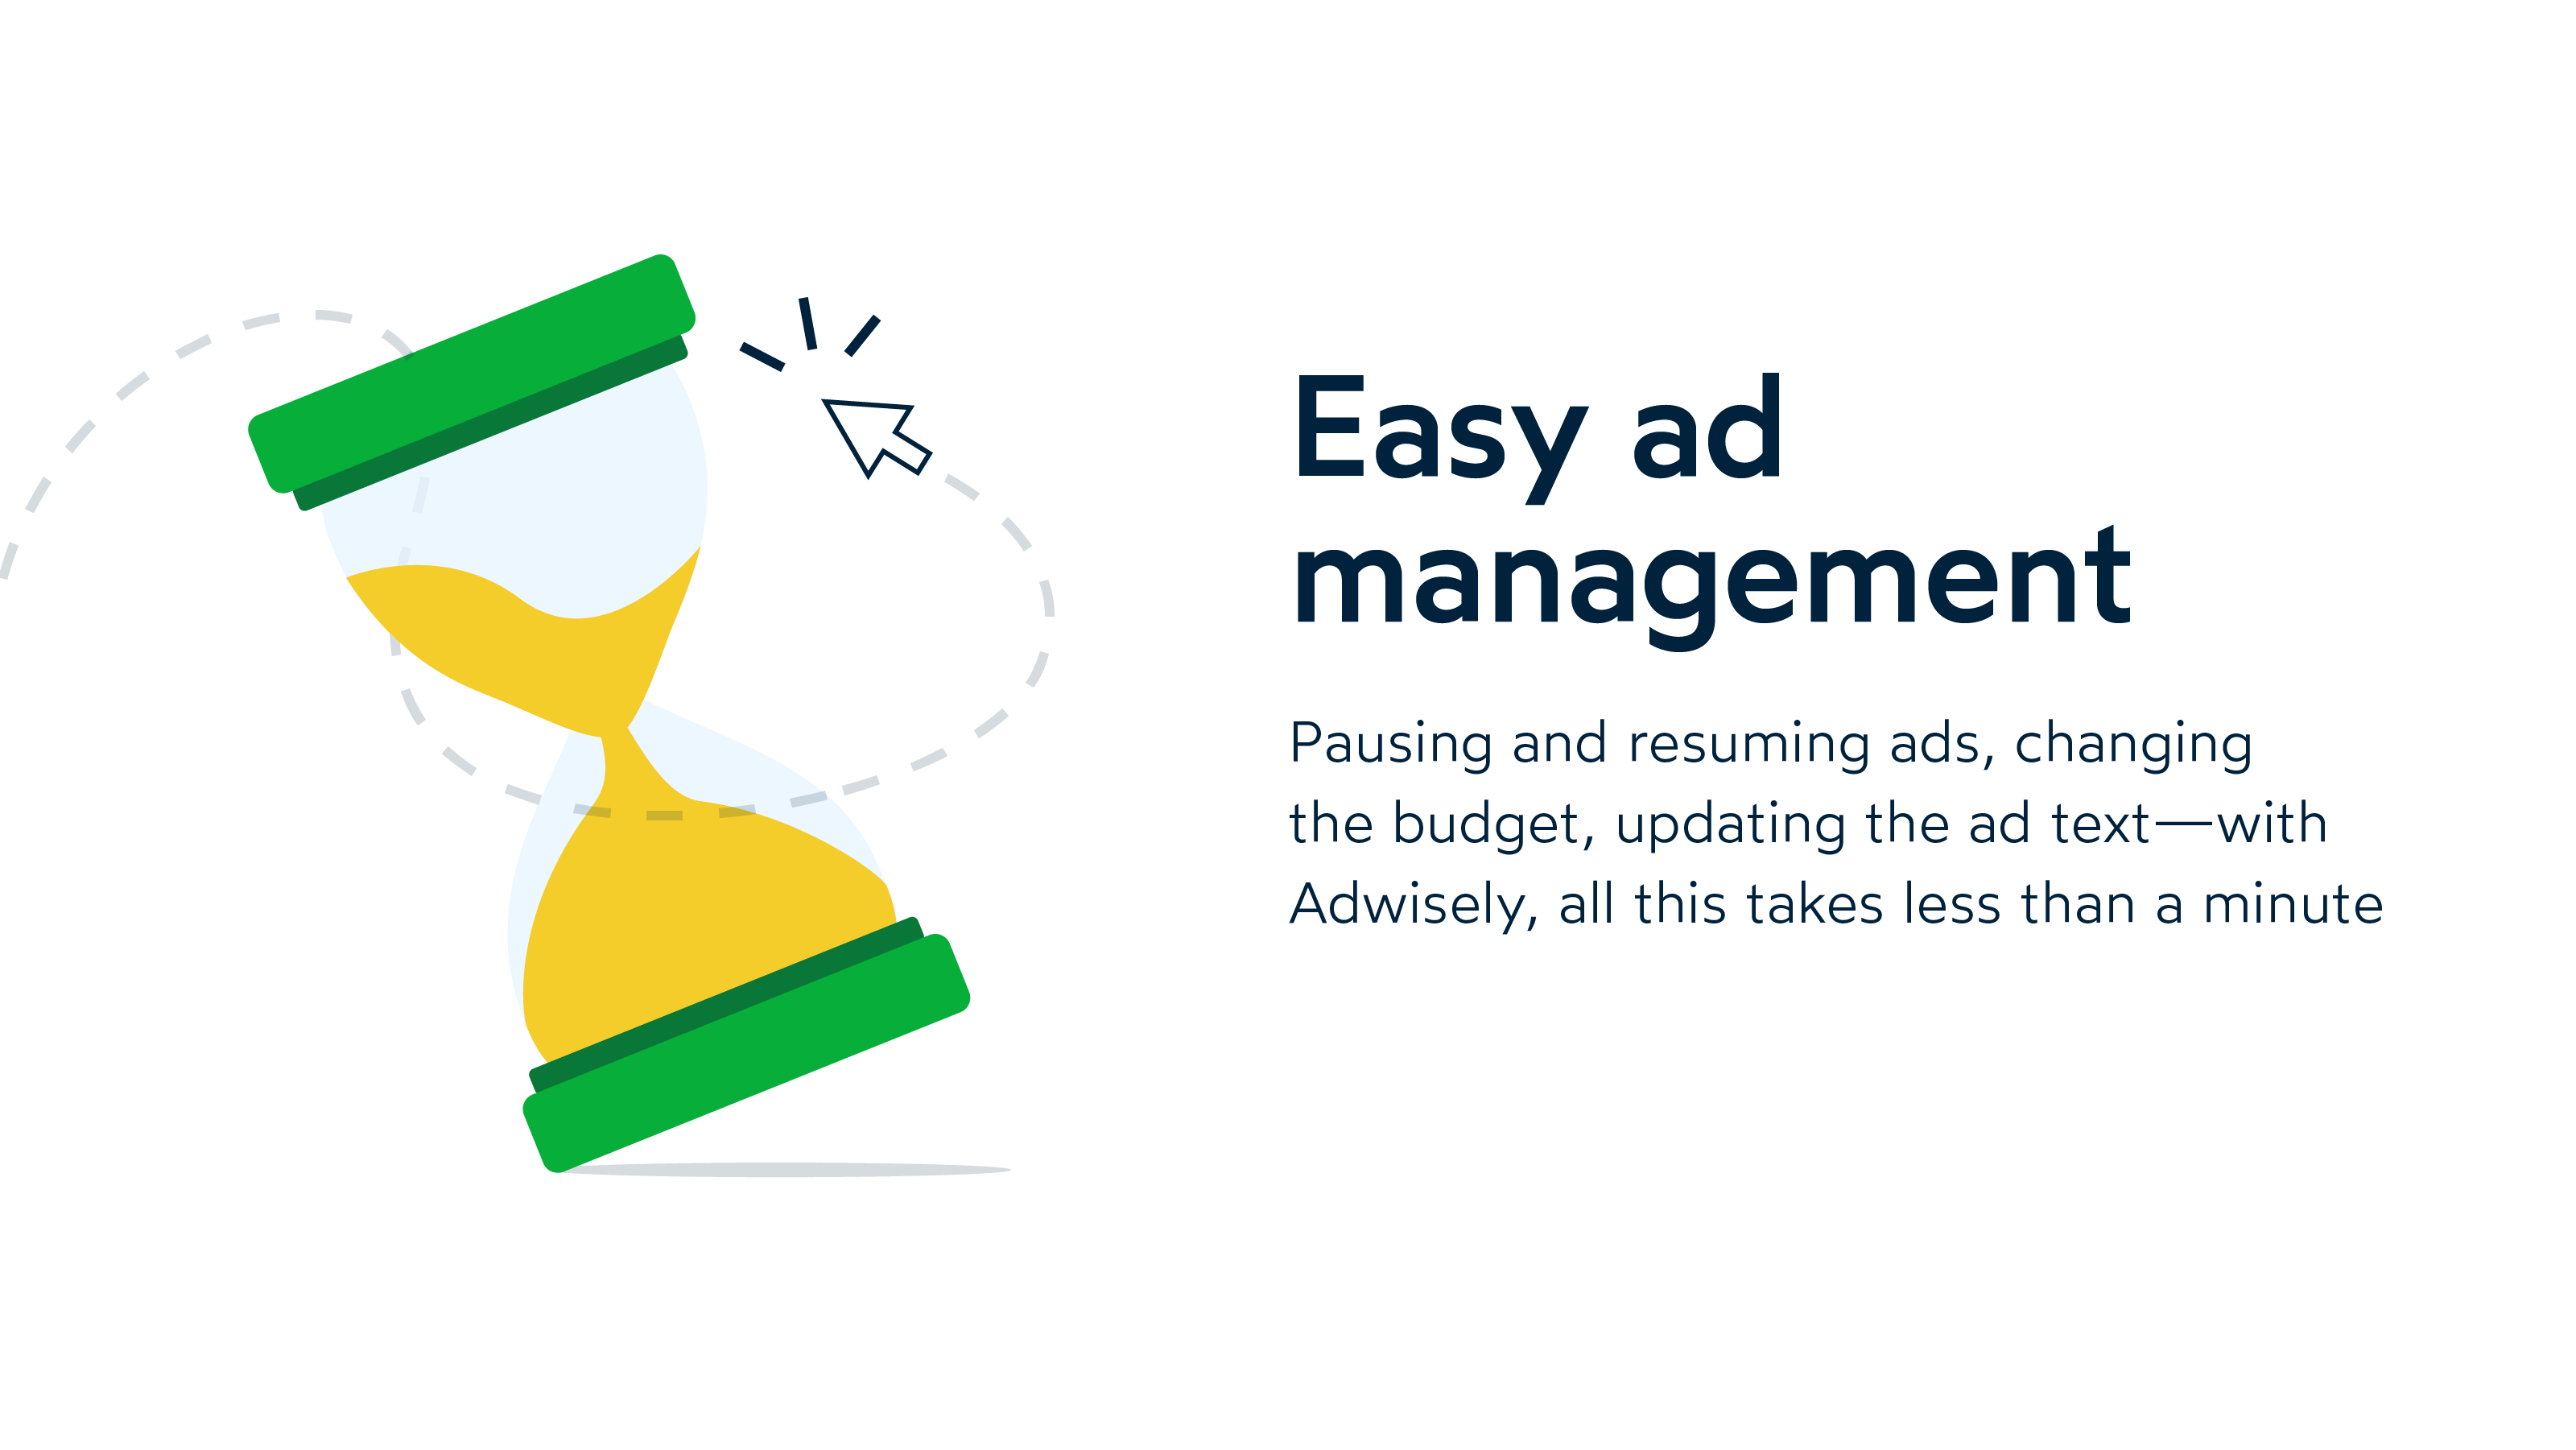 Easy ad
management
Pausing and resuming ads, changing
the budget, updating the ad text—with
Adwisely, all this takes less than a minute